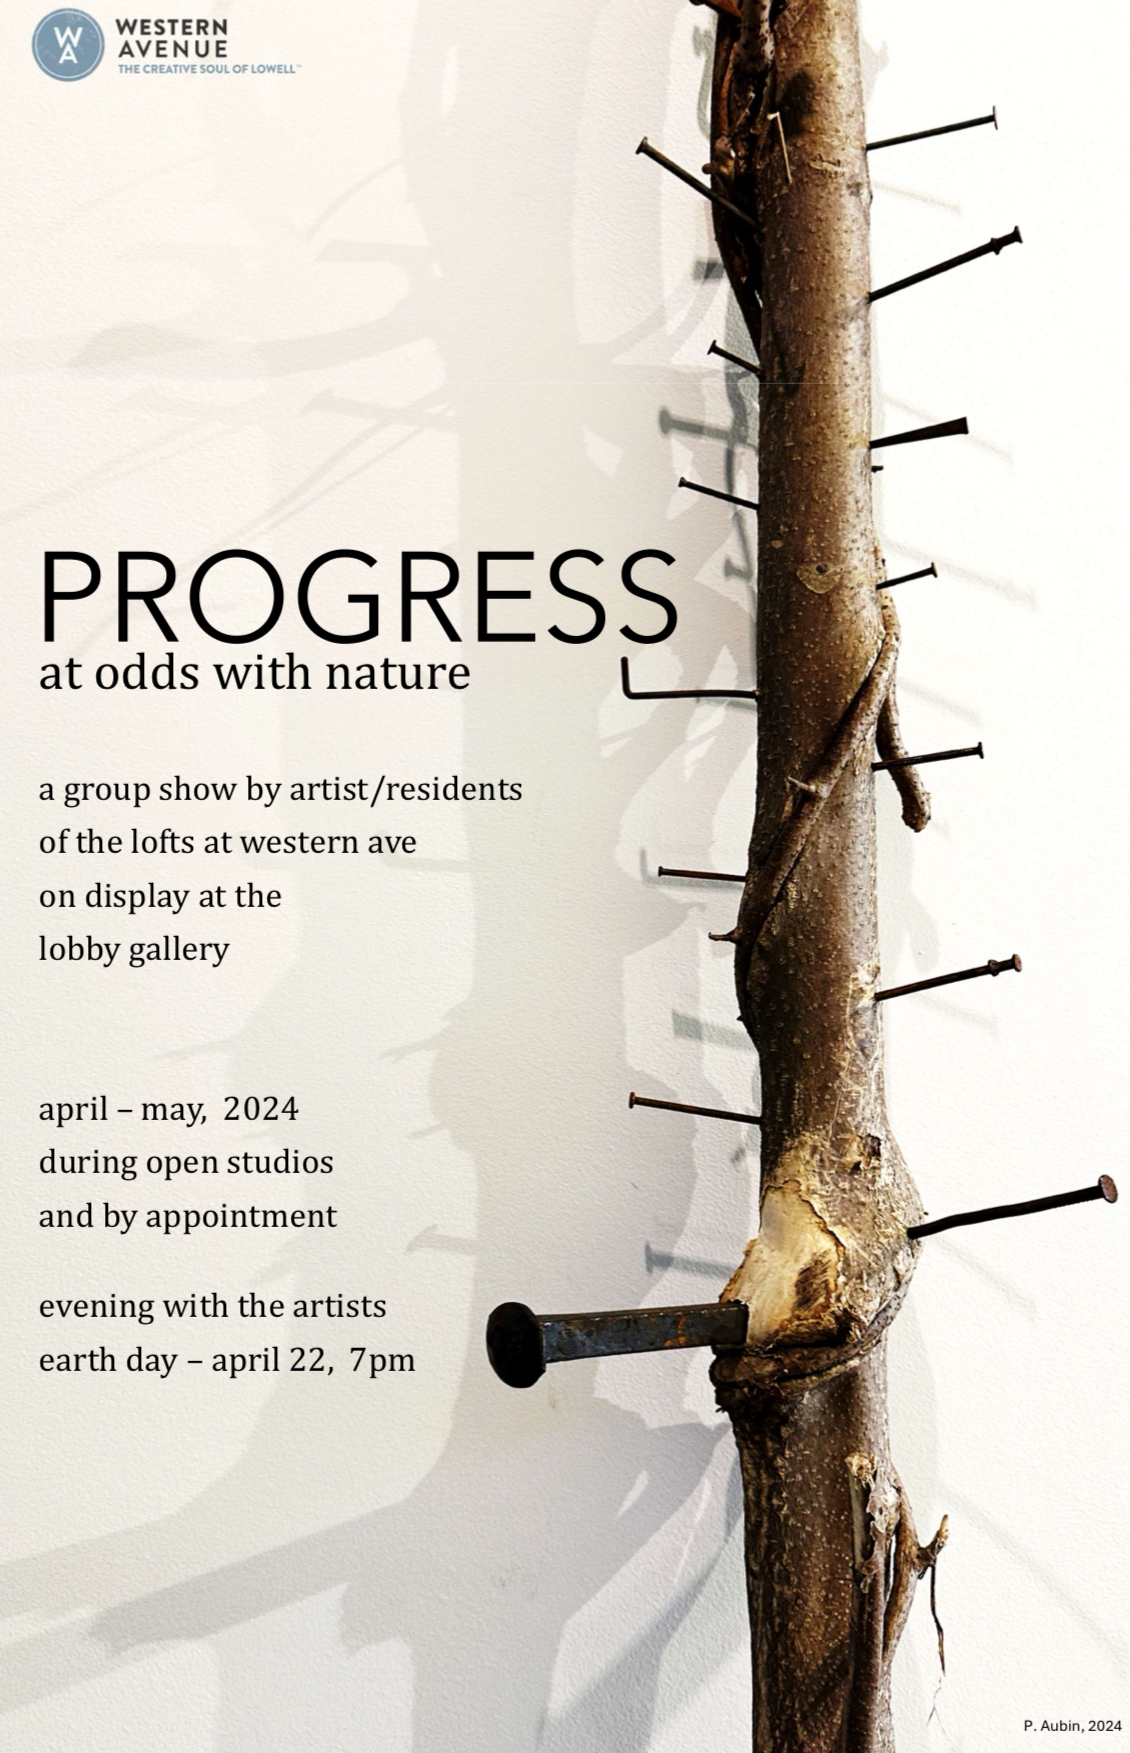 WA
WESTERN
AVENUE
THE CREATIVE SOUL OF LOWELL™
PROGRESS
at odds with nature
a group show by artist/residents
of the lofts at western ave
on display at the
lobby gallery
april – may, 2024
during open studios
and by appointment
evening with the artists
earth day – april 22, 7pm
P. Aubin, 2024